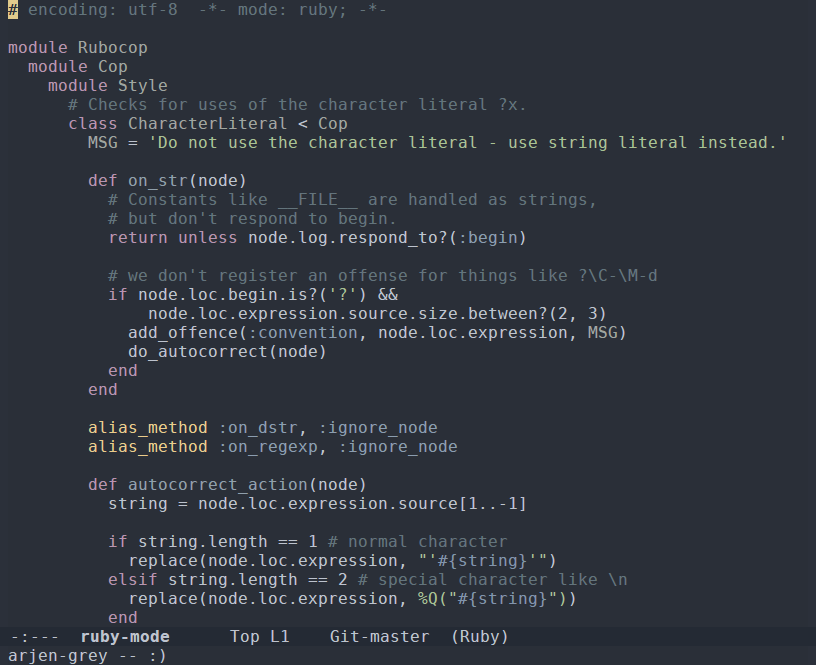 # encoding: utf-8  -*- mode: ruby; -*-

module Rubocop
  module Cop
    module Style
      # Checks for uses of the character literal ?x.
      class CharacterLiteral < Cop
        MSG = 'Do not use the character literal - use string literal instead.'

        def on_str(node)
          # Constants like __FILE__ are handled as strings,
          # but don't respond to begin.
          return unless node.log.respond_to?(:begin)

          # we don't register an offense for things like ?\C-\M-d
          if node.loc.begin.is?('?') &&
              node.loc.expression.source.size.between?(2, 3)
            add_offence(:convention, node.loc.expression, MSG)
            do_autocorrect(node)
          end
        end

        alias_method :on_dstr, :ignore_node
        alias_method :on_regexp, :ignore_node

        def autocorrect_action(node)
          string = node.loc.expression.source[1..-1]

          if string.length == 1 # normal character
            replace(node.loc.expression, "'#{string}'")
          elsif string.length == 2 # special character like \n
            replace(node.loc.expression, %Q("#{string}"))
          end
-:---  ruby-mode      Top L1    Git-master  (Ruby)
arjen-grey -- :)